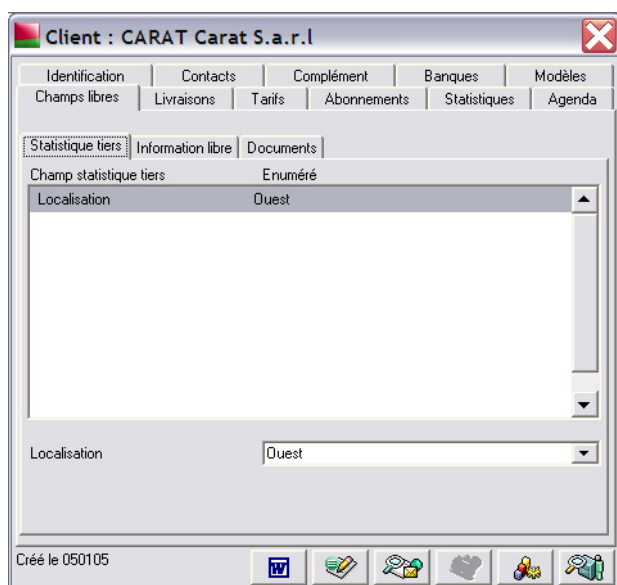 Client : CARAT Carat S.a.r.l
Identification Contacts Complément Banques Modèles
Champs libres Livraisons Tarifs Abonnements Statistiques Agenda
Statistique tiers Information libre Documents
Champ statistique tiers Enuméré
Localisation Ouest
Localisation Ouest
Créé le 050105 W